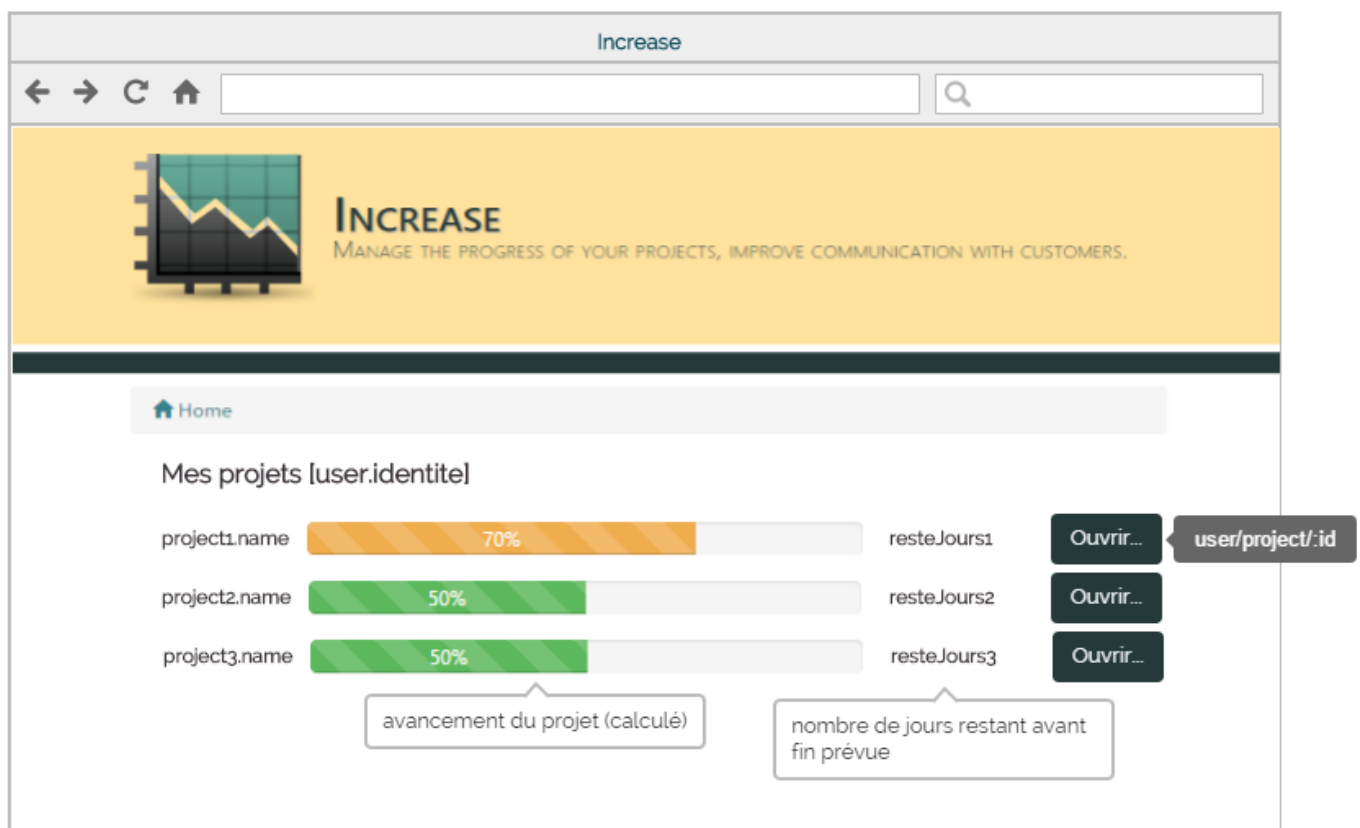 Increase
INCREASE
MANAGE THE PROGRESS OF YOUR PROJECTS, IMPROVE COMMUNICATION WITH CUSTOMERS.
Home
Mes projets [user.identite]
project1.name 70% resteJours1 Ouvrir... user/project/:id
project2.name 50% resteJours2 Ouvrir...
project3.name 50% resteJours3 Ouvrir...
avancement du projet (calculé)
nombre de jours restant avant
fin prévue